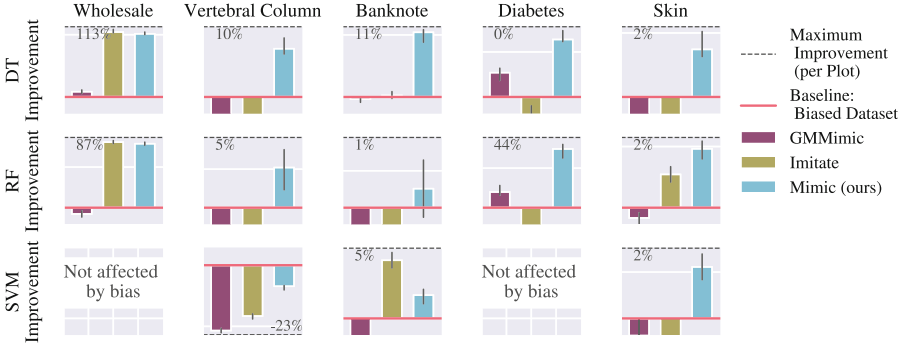 Wholesale
Vertebral Column
Banknote
Diabetes
Skin
DT
Improvement
113%
10%
11%
0%
2%
RF
Improvement
87%
5%
1%
44%
2%
SVM
Improvement
Not affected
by bias
-23%
5%
Not affected
by bias
2%
Maximum
Improvement
(per Plot)
Baseline:
Biased Dataset
GMMimic
Imitate
Mimic (ours)